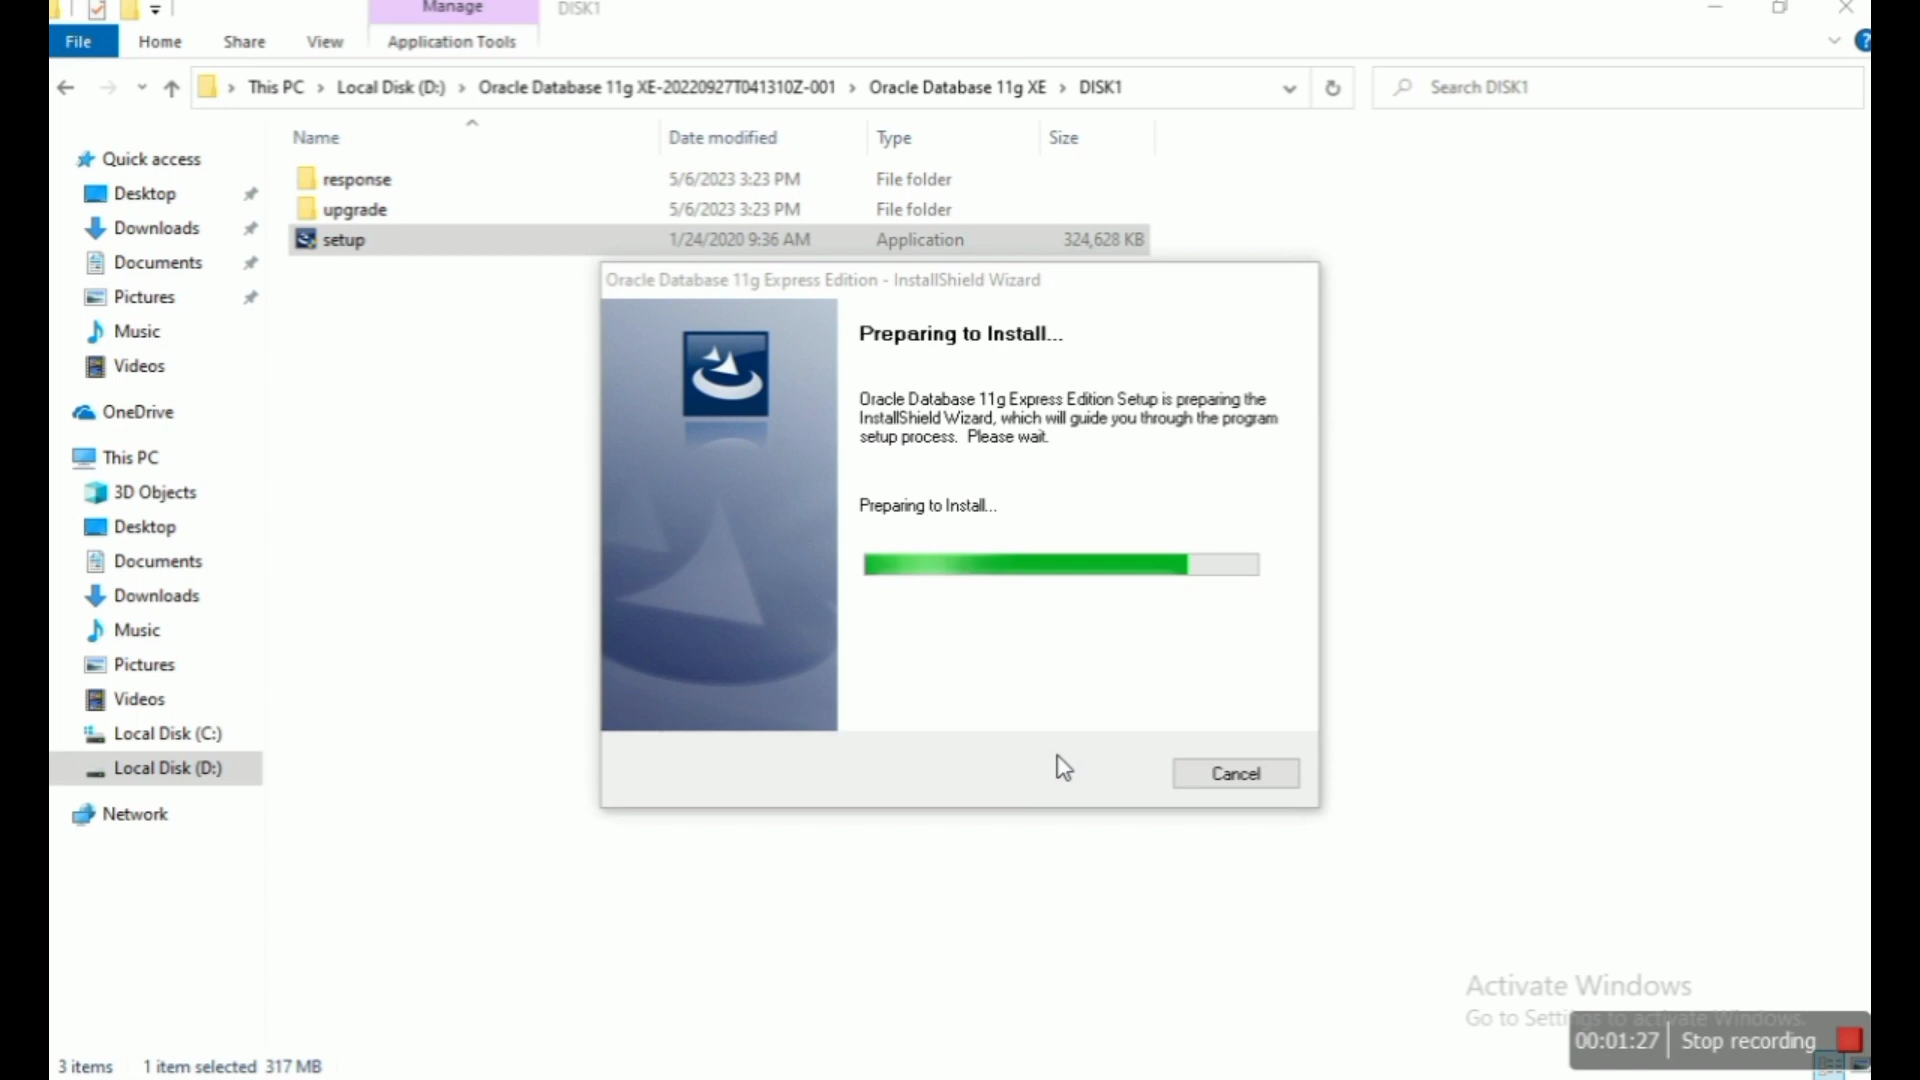 Manage
DISK1
File
Home
Share
View
Application Tools
This PC
Local Disk (D:)
Oracle Database 11g XE-20220927T041310Z-001
Oracle Database 11g XE
DISK1
Search DISK1
Name
Date modified
Type
Size
response
5/6/2023 3:23 PM
File folder
upgrade
5/6/2023 3:23 PM
File folder
setup
1/24/2020 9:36 AM
Application
324,628 KB
Quick access
Desktop
Downloads
Documents
Pictures
Music
Videos
OneDrive
This PC
3D Objects
Desktop
Documents
Downloads
Music
Pictures
Videos
Local Disk (C:)
Local Disk (D:)
Network
Oracle Database 11g Express Edition - InstallShield Wizard
Preparing to Install...
Oracle Database 11g Express Edition Setup is preparing the
InstallShield Wizard, which will guide you through the program
setup process. Please wait.
Preparing to Install...
Cancel
Activate Windows
Go to Settings to activate Windows.
00:01:27
Stop recording
3 items
1 item selected 317 MB